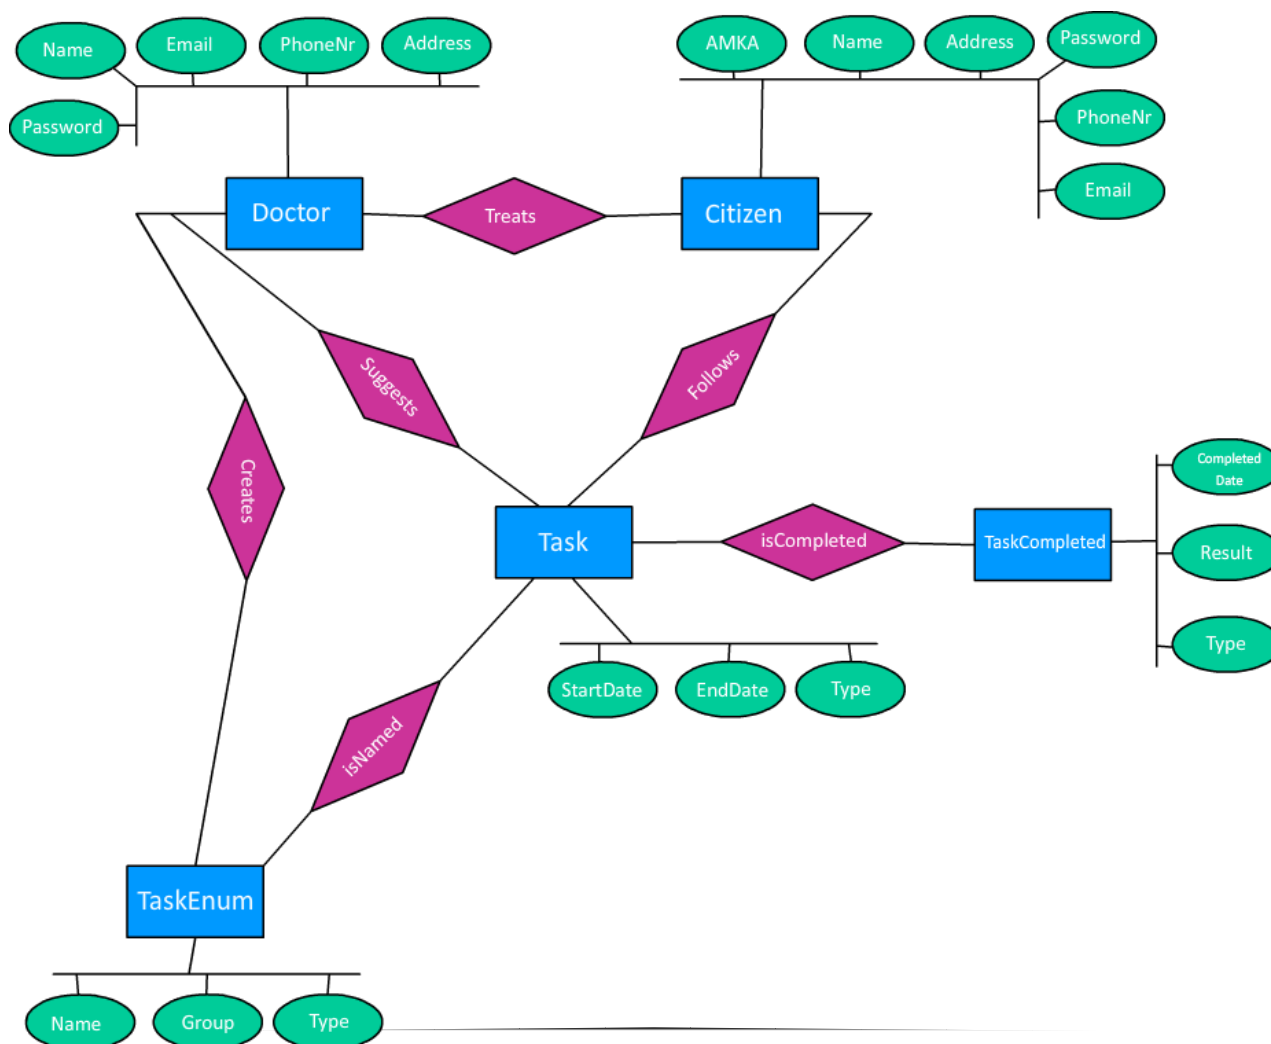 Name
Email
PhoneNr
Address
AMKA
Name
Address
Password
Password
PhoneNr
Email
Doctor
Treats
Citizen
Suggests
Follows
Creates
Task
isCompleted
TaskCompleted
Completed
Date
Result
Type
StartDate
EndDate
Type
isNamed
TaskEnum
Name
Group
Type